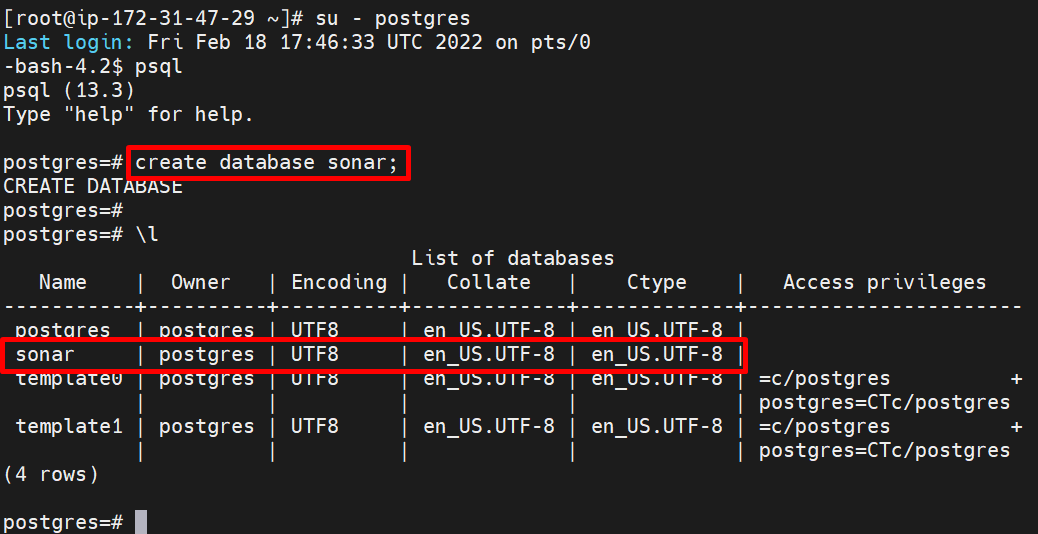 [root@ip-172-31-47-29 ~]# su - postgres
Last login: Fri Feb 18 17:46:33 UTC 2022 on pts/0
-bash-4.2$ psql
psql (13.3)
Type "help" for help.

postgres=# create database sonar;
CREATE DATABASE
postgres=#
postgres=# \l
                                  List of databases
   Name    |  Owner   | Encoding |   Collate   |    Ctype    |   Access privileges
-----------+----------+----------+-------------+-------------+-----------------------
 postgres  | postgres | UTF8     | en_US.UTF-8 | en_US.UTF-8 |
 sonar     | postgres | UTF8     | en_US.UTF-8 | en_US.UTF-8 |
 template0 | postgres | UTF8     | en_US.UTF-8 | en_US.UTF-8 | =c/postgres          +
           |          |          |             |             | postgres=CTc/postgres
 template1 | postgres | UTF8     | en_US.UTF-8 | en_US.UTF-8 | =c/postgres          +
           |          |          |             |             | postgres=CTc/postgres
(4 rows)

postgres=#